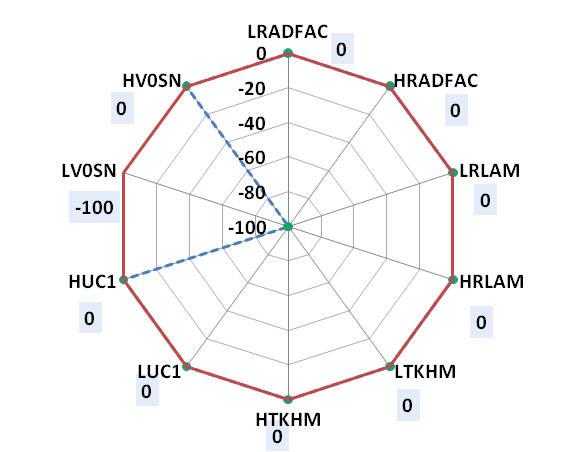 LRADFAC
0
0
HV0SN
HRADFAC
-20
0
0
-40
-60
LV0SN
LRLAM
-80
-100
0
-100
HUC1
HRLAM
0
0
LUC1
LTKHM
0
0
HTKHM
0